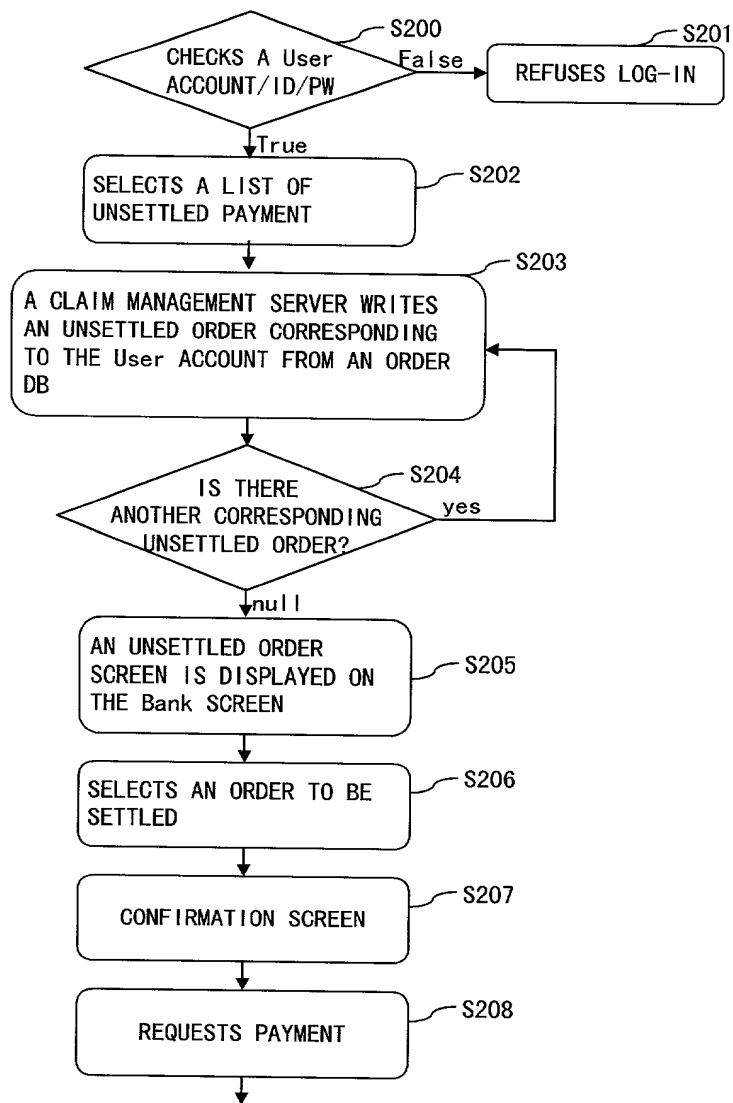 S200
CHECKS A User
ACCOUNT/ID/PW
False
S201
REFUSES LOG-IN
True
S202
SELECTS A LIST OF
UNSETTLED PAYMENT
S203
A CLAIM MANAGEMENT SERVER WRITES
AN UNSETTLED ORDER CORRESPONDING
TO THE User ACCOUNT FROM AN ORDER
DB
S204
IS THERE
ANOTHER CORRESPONDING
UNSETTLED ORDER?
yes
null
S205
AN UNSETTLED ORDER
SCREEN IS DISPLAYED ON
THE Bank SCREEN
S206
SELECTS AN ORDER TO BE
SETTLED
S207
CONFIRMATION SCREEN
S208
REQUESTS PAYMENT